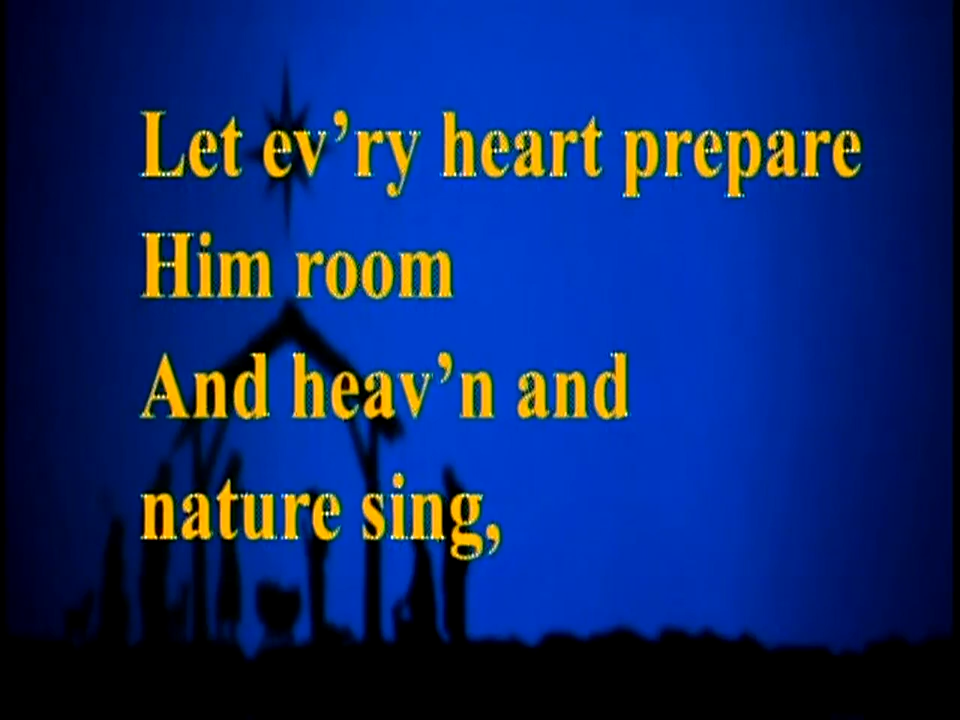 Let ev’ry heart prepare
Him room
And heav’n and
nature sing,